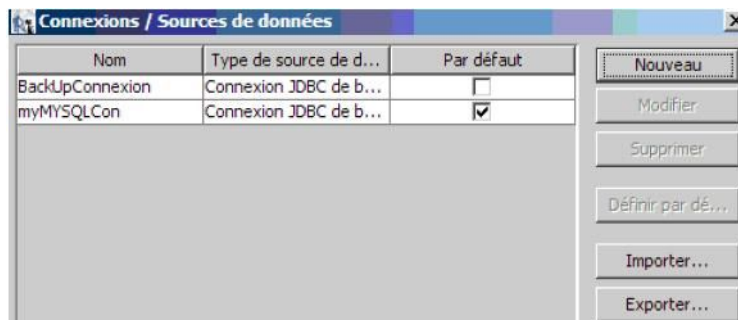 Connexions / Sources de données
Nom Type de source de d... Par défaut
BackUpConnexion Connexion JDBC de b...
myMYSQLCon Connexion JDBC de b...
Nouveau
Modifier
Supprimer
Définir par dé...
Importer...
Exporter...